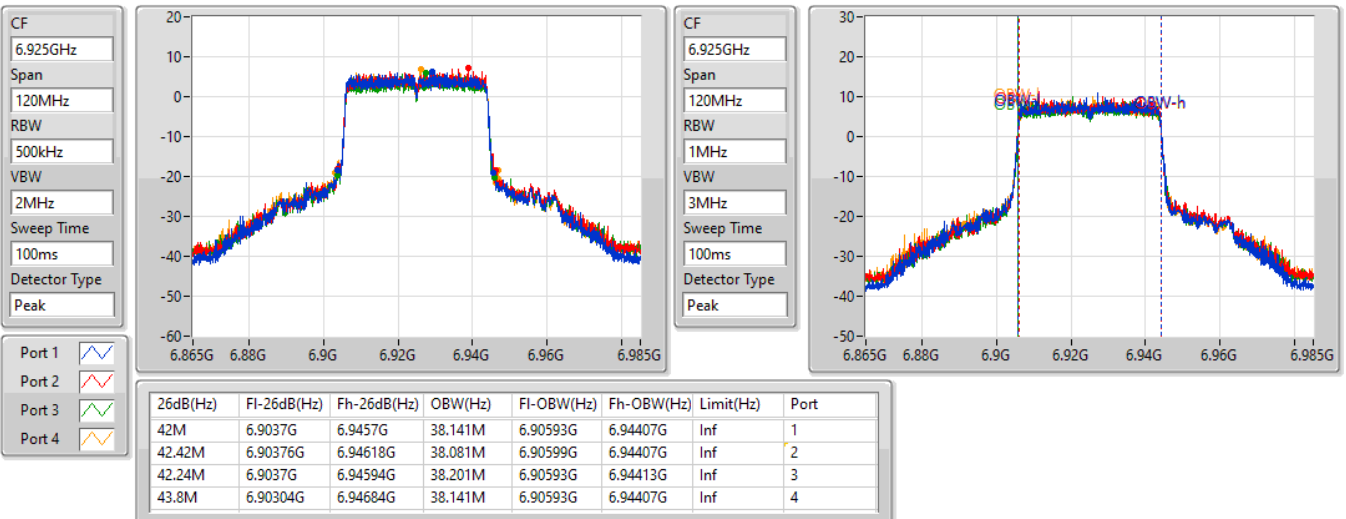 CF
6.925GHz
Span
120MHz
RBW
500kHz
VBW
2MHz
Sweep Time
100ms
Detector Type
Peak
20
10
0
-10
-20
-30
-40
-50
-60
6.865G 6.88G 6.9G 6.92G 6.94G 6.96G 6.985G
CF
6.925GHz
Span
120MHz
RBW
1MHz
VBW
3MHz
Sweep Time
100ms
Detector Type
Peak
30
20
10
0
-10
-20
-30
-40
-50
OBW-h
6.865G 6.88G 6.9G 6.92G 6.94G 6.96G 6.985G
Port 1
Port 2
Port 3
Port 4
26dB(Hz) Fl-26dB(Hz) Fh-26dB(Hz) OBW(Hz) Fl-OBW(Hz) Fh-OBW(Hz) Limit(Hz) Port
42M 6.9037G 6.9457G 38.141M 6.90593G 6.94407G Inf 1
42.42M 6.90376G 6.94618G 38.081M 6.90599G 6.94407G Inf 2
42.24M 6.9037G 6.94594G 38.201M 6.90593G 6.94413G Inf 3
43.8M 6.90304G 6.94684G 38.141M 6.90593G 6.94407G Inf 4